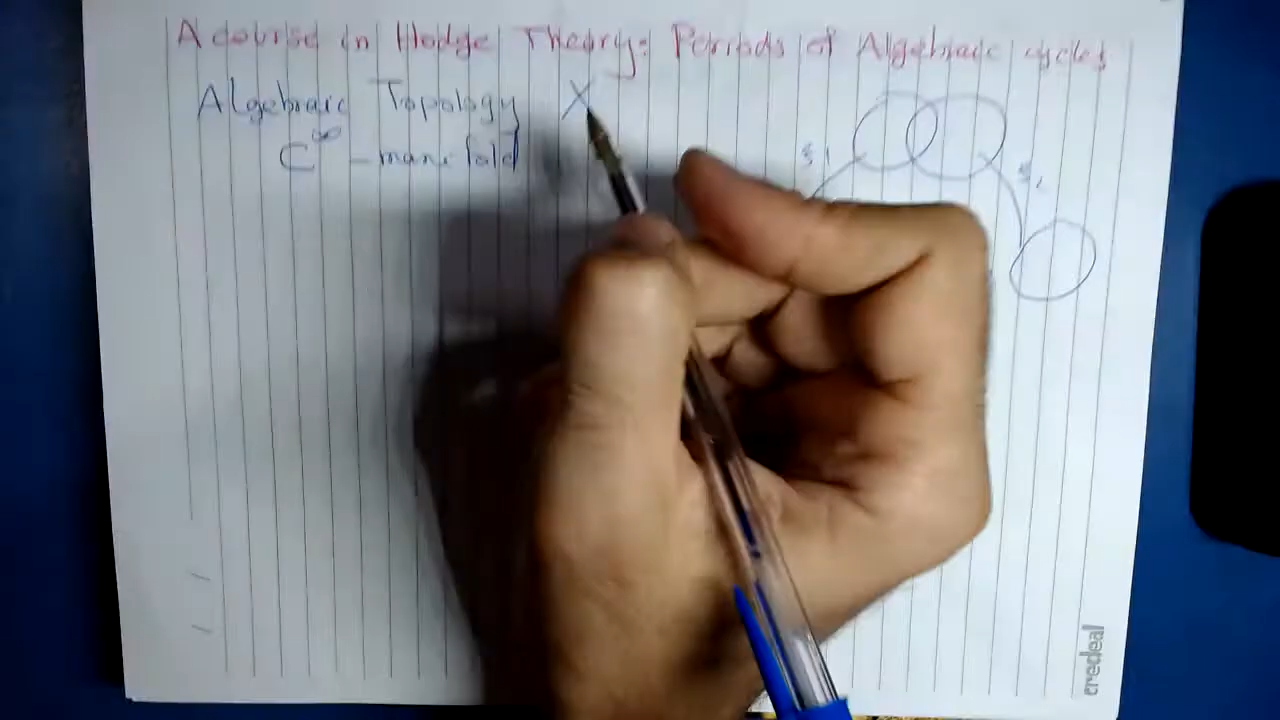 A course in Hodge Theory: Periods of Algebraic cycles
Algebraic Topology X
C∞ - manifold
credeal